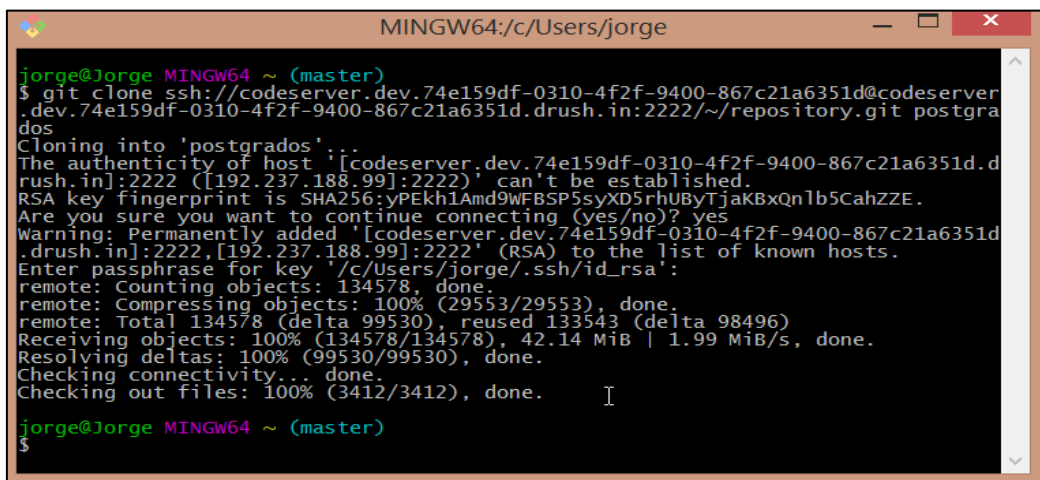 MINGW64:/c/Users/jorge
jorge@Jorge MINGW64 ~ (master)
$ git clone ssh://codeserver.dev.74e159df-0310-4f2f-9400-867c21a6351d@codeserver
.dev.74e159df-0310-4f2f-9400-867c21a6351d.drush.in:2222/~/repository.git postgra
dos
Cloning into 'postgrados'...
The authenticity of host '[codeserver.dev.74e159df-0310-4f2f-9400-867c21a6351d.d
rush.in]:2222 ([192.237.188.99]:2222)' can't be established.
RSA key fingerprint is SHA256:yPEkh1Amd9WFBSP5syXD5rhUByTjaKBxQnlb5CahZZE.
Are you sure you want to continue connecting (yes/no)? yes
Warning: Permanently added '[codeserver.dev.74e159df-0310-4f2f-9400-867c21a6351d
.drush.in]:2222,[192.237.188.99]:2222' (RSA) to the list of known hosts.
Enter passphrase for key '/c/Users/jorge/.ssh/id_rsa':
remote: Counting objects: 134578, done.
remote: Compressing objects: 100% (29553/29553), done.
remote: Total 134578 (delta 99530), reused 133543 (delta 98496)
Receiving objects: 100% (134578/134578), 42.14 MiB | 1.99 MiB/s, done.
Resolving deltas: 100% (99530/99530), done.
Checking connectivity... done.
Checking out files: 100% (3412/3412), done.
jorge@Jorge MINGW64 ~ (master)
$